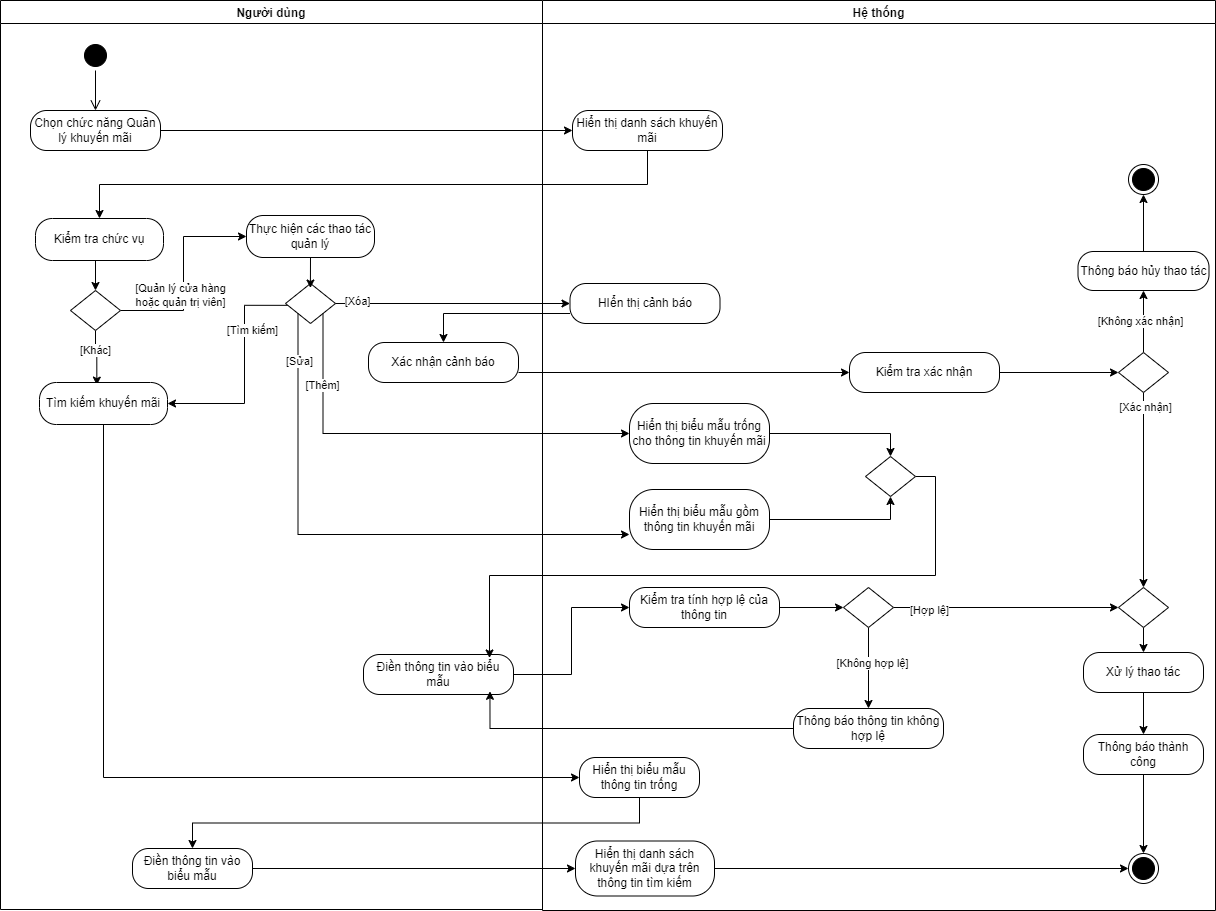 Người dùng
Hệ thống
Chọn chức năng Quản
lý khuyến mãi
Hiển thị danh sách khuyến
mãi
Kiểm tra chức vụ
Thực hiện các thao tác
quản lý
[Quản lý cửa hàng
hoặc quản trị viên]
Thông báo hủy thao tác
[Không xác nhận]
[Xóa]
Hiển thị cảnh báo
[Tìm kiếm]
[Khác]
[Sửa]
Xác nhận cảnh báo
Kiểm tra xác nhận
[Thêm]
[Xác nhận]
Tìm kiếm khuyến mãi
Hiển thị biểu mẫu trống
cho thông tin khuyến mãi
Hiển thị biểu mẫu gồm
thông tin khuyến mãi
Kiểm tra tính hợp lệ của
thông tin
[Hợp lệ]
[Không hợp lệ]
Điền thông tin vào biểu
mẫu
Xử lý thao tác
Thông báo thông tin không
hợp lệ
Thông báo thành
công
Hiển thị biểu mẫu
thông tin trống
Điền thông tin vào
biểu mẫu
Hiển thị danh sách
khuyến mãi dựa trên
thông tin tìm kiếm